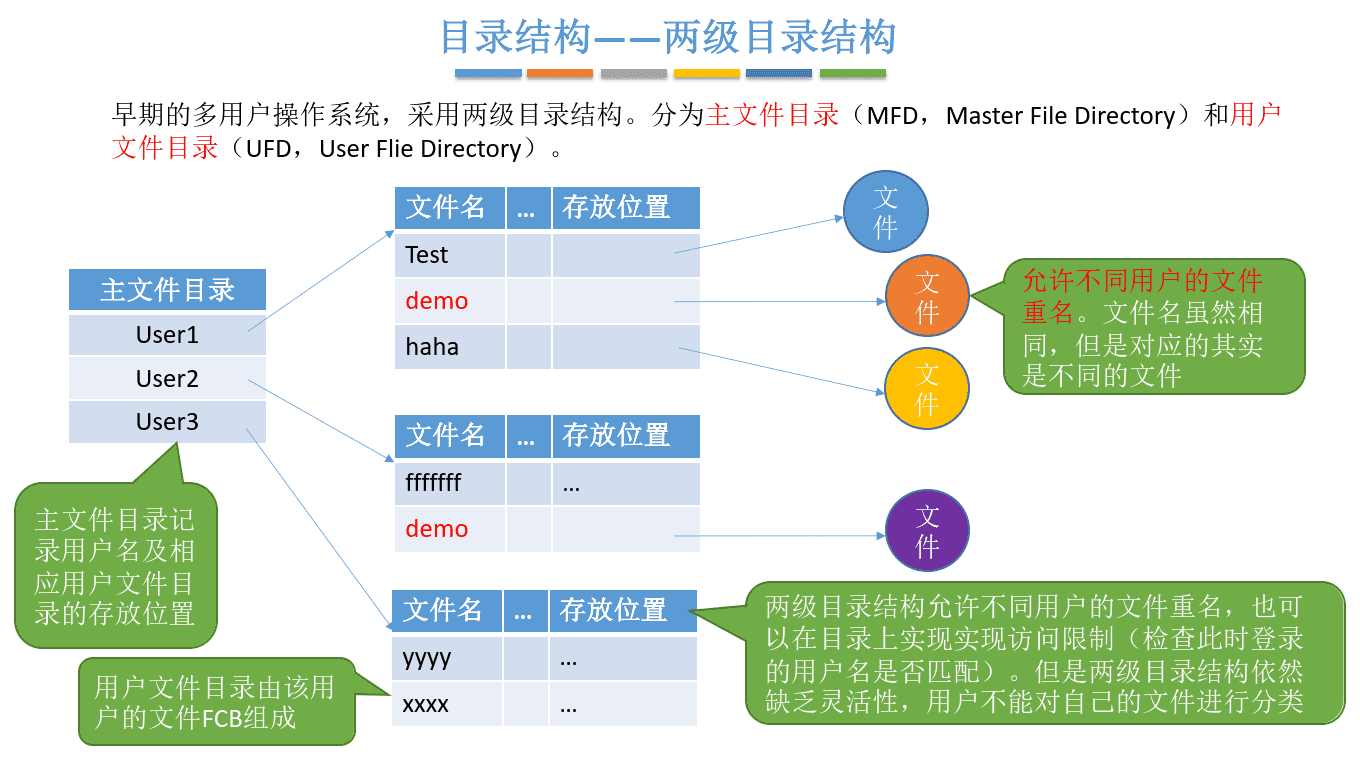 目录结构——两级目录结构
早期的多用户操作系统，采用两级目录结构。分为主文件目录（MFD，Master File Directory）和用户
文件目录（UFD，User Flie Directory）。
主文件目录
User1
User2
User3
文件名 … 存放位置
Test
demo
haha
文件名 … 存放位置
fffffff …
demo
文件名 … 存放位置
yyyy …
xxxx …
文
件
文
件
文
件
文
件
允许不同用户的文件
重名。文件名虽然相
同，但是对应的其实
是不同的文件
主文件目录记
录用户名及相
应用户文件目
录的存放位置
用户文件目录由该用
户的文件FCB组成
两级目录结构允许不同用户的文件重名，也可
以在目录上实现实现访问限制（检查此时登录
的用户名是否匹配）。但是两级目录结构依然
缺乏灵活性，用户不能对自己的文件进行分类